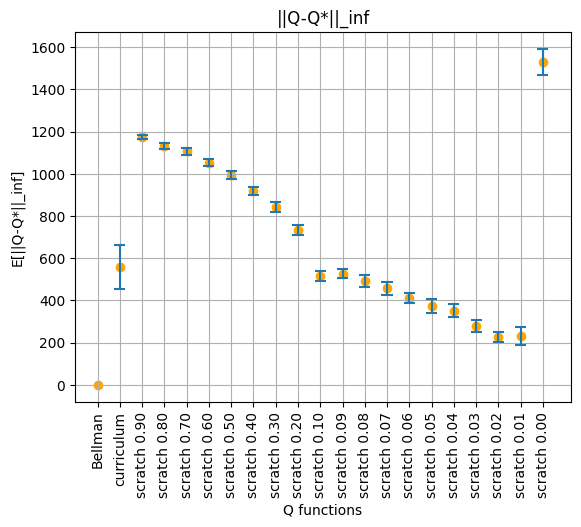 ||Q-Q*||_inf
E[||Q-Q*||_inf]
1600
1400
1200
1000
800
600
400
200
0
Bellman
curriculum
scratch 0.90
scratch 0.80
scratch 0.70
scratch 0.60
scratch 0.50
scratch 0.40
scratch 0.30
scratch 0.20
scratch 0.10
scratch 0.09
scratch 0.08
scratch 0.07
scratch 0.06
scratch 0.05
scratch 0.04
scratch 0.03
scratch 0.02
scratch 0.01
scratch 0.00
Q functions